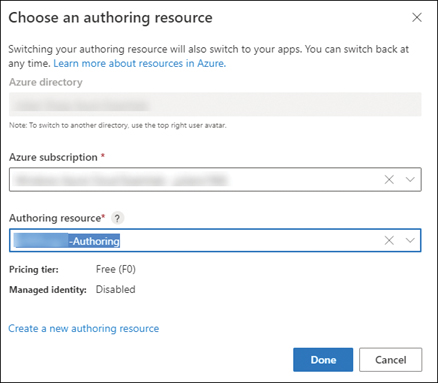 Choose an authoring resource
Switching your authoring resource will also switch to your apps. You can switch back at
any time. Learn more about resources in Azure.
Azure directory
Note: To switch to another directory, use the top right user avatar.
Azure subscription *
Authoring resource* ?
-Authoring
Pricing tier: Free (F0)
Managed identity: Disabled
Create a new authoring resource
Done Cancel